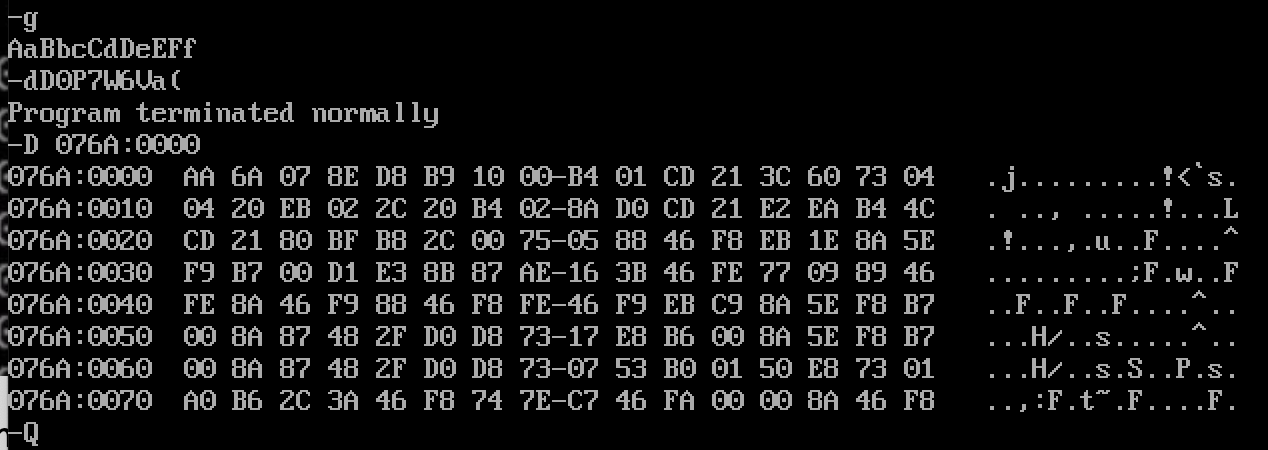 -g
AaBbcCdDeEFf
-dD0P7W6Va(
Program terminated normally
-D 076A:0000
076A:0000  AA 6A 07 8E D8 B9 10 00-B4 01 CD 21 3C 60 73 04   .j.........!<`s.
076A:0010  04 20 EB 02 2C 20 B4 02-8A D0 CD 21 E2 EA B4 4C   . .., .....!...L
076A:0020  CD 21 80 BF B8 2C 00 75-05 88 46 F8 EB 1E 8A 5E   .!...,.u..F....^
076A:0030  F9 B7 00 D1 E3 8B 87 AE-16 3B 46 FE 77 09 89 46   .........;F.w..F
076A:0040  FE 8A 46 F9 88 46 F8 FE-46 F9 EB C9 8A 5E F8 B7   ..F..F..F....^..
076A:0050  00 8A 87 48 2F D0 D8 73-17 E8 B6 00 8A 5E F8 B7   ...H/..s.....^..
076A:0060  00 8A 87 48 2F D0 D8 73-07 53 B0 01 50 E8 73 01   ...H/..s.S..P.s.
076A:0070  A0 B6 2C 3A 46 F8 74 7E-C7 46 FA 00 00 8A 46 F8   ..,:F.t~.F....F.
-Q